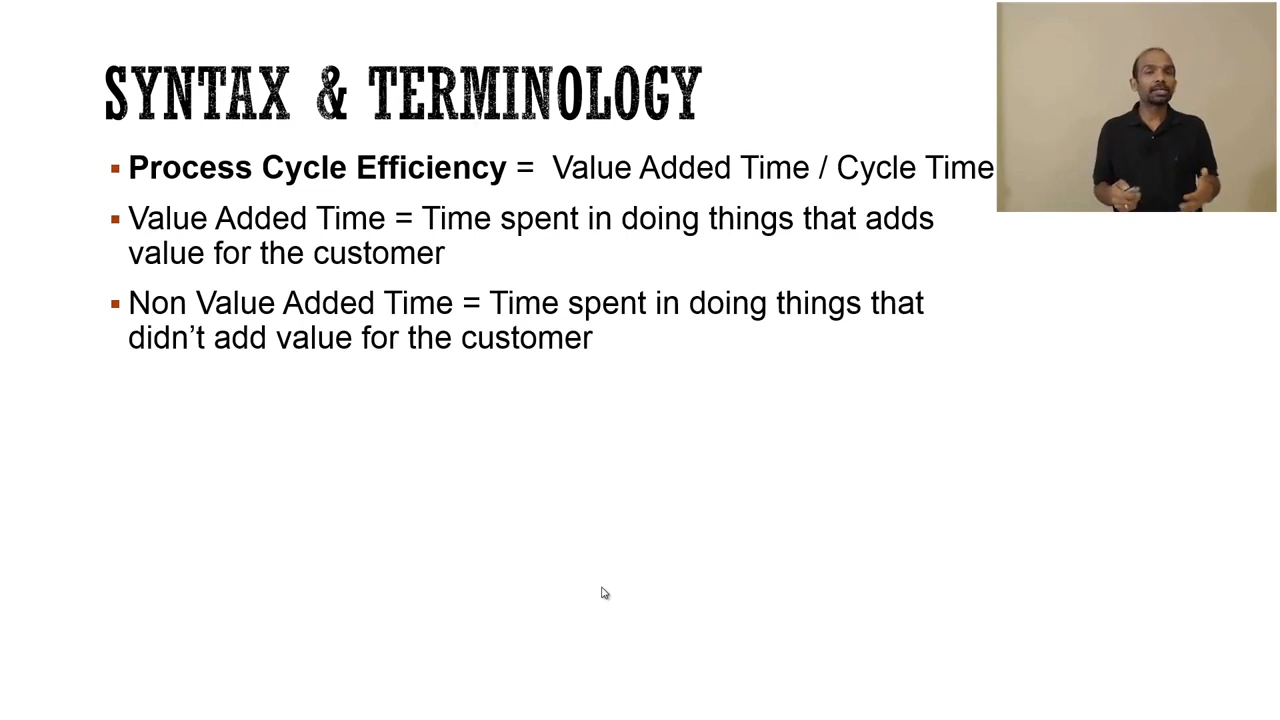 SYNTAX & TERMINOLOGY
▪ Process Cycle Efficiency = Value Added Time / Cycle Time
▪ Value Added Time = Time spent in doing things that adds
value for the customer
▪ Non Value Added Time = Time spent in doing things that
didn’t add value for the customer